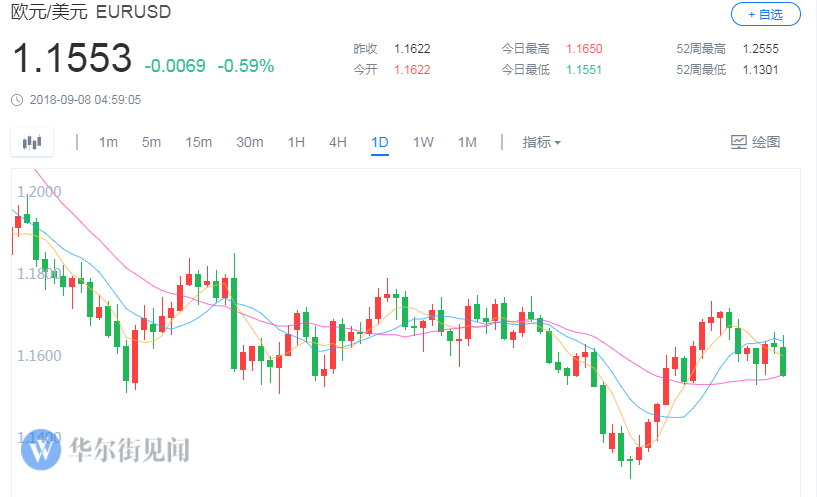 欧元/美元 EURUSD
+ 自选
1.1553 -0.0069 -0.59%
昨收 1.1622 今日最高 1.1650 52周最高 1.2555
今开 1.1622 今日最低 1.1551 52周最低 1.1301
2018-09-08 04:59:05
1m 5m 15m 30m 1H 4H 1D 1W 1M 指标 绘图
1.2000
1.1800
1.1600
1.1400
W 华尔街见闻